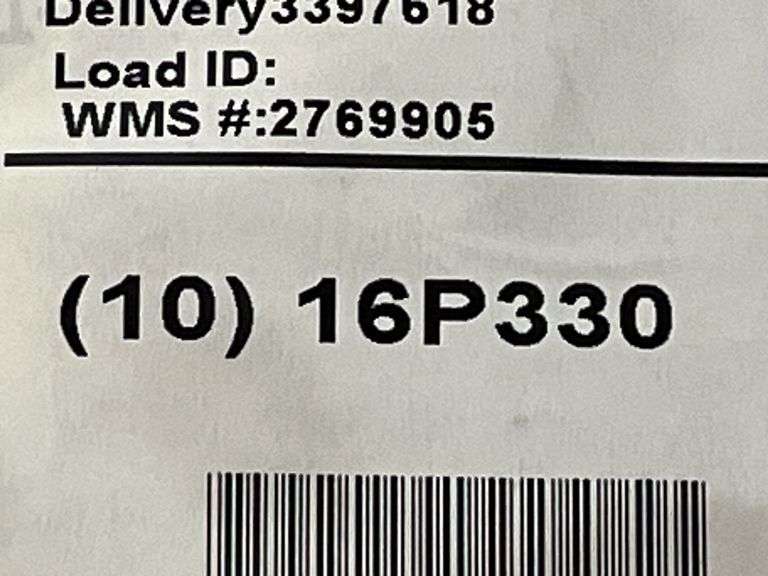 Delivery3397618
Load ID:
WMS #:2769905
(10) 16P330